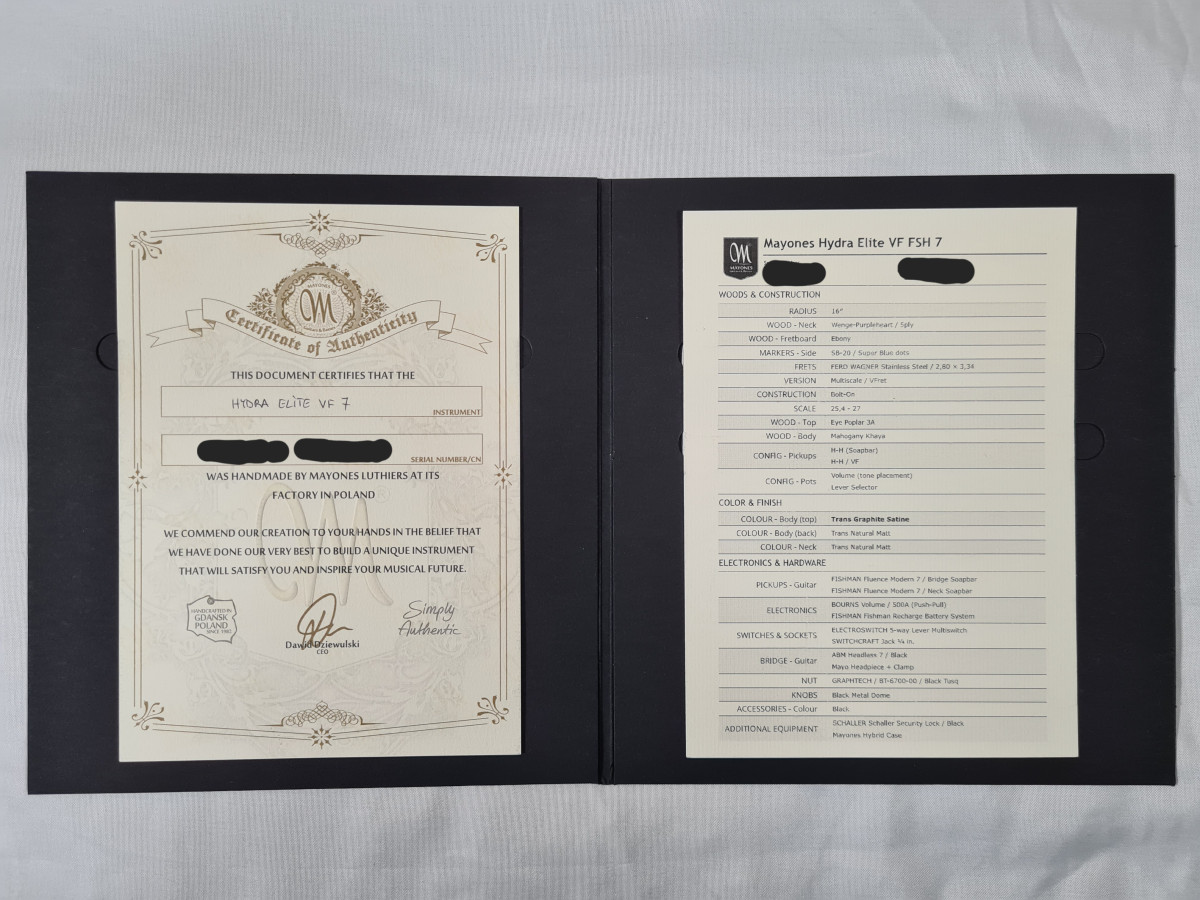 MAYONES
Guitars & Basses
Certificate of Authenticity
THIS DOCUMENT CERTIFIES THAT THE
HYDRA ELITE VF 7
INSTRUMENT
SERIAL NUMBER/CN
WAS HANDMADE BY MAYONES LUTHIERS AT ITS
FACTORY IN POLAND
WE COMMEND OUR CREATION TO YOUR HANDS IN THE BELIEF THAT
WE HAVE DONE OUR VERY BEST TO BUILD A UNIQUE INSTRUMENT
THAT WILL SATISFY YOU AND INSPIRE YOUR MUSICAL FUTURE.
HANDCRAFTED IN
GDANSK
POLAND
SINCE 1982
Dawid Dziewulski
CEO
Simply
Authentic
MAYONES
Mayones Hydra Elite VF FSH 7
WOODS & CONSTRUCTION
RADIUS 16"
WOOD - Neck Wenge-Purpleheart / 5ply
WOOD - Fretboard Ebony
MARKERS - Side SB-20 / Super Blue dots
FRETS FERD WAGNER Stainless Steel / 2,80 × 3,34
VERSION Multiscale / VFret
CONSTRUCTION Bolt-On
SCALE 25,4 - 27
WOOD - Top Eye Poplar 3A
WOOD - Body Mahogany Khaya
CONFIG - Pickups H-H (Soapbar)
H-H / VF
CONFIG - Pots Volume (tone placement)
Lever Selector
COLOR & FINISH
COLOUR - Body (top) Trans Graphite Satine
COLOUR - Body (back) Trans Natural Matt
COLOUR - Neck Trans Natural Matt
ELECTRONICS & HARDWARE
PICKUPS - Guitar FISHMAN Fluence Modern 7 / Bridge Soapbar
FISHMAN Fluence Modern 7 / Neck Soapbar
ELECTRONICS BOURNS Volume / 500A (Push-Pull)
FISHMAN Fishman Recharge Battery System
SWITCHES & SOCKETS ELECTROSWITCH 5-way Lever Multiswitch
SWITCHCRAFT Jack ¼ in.
BRIDGE - Guitar ABM Headless 7 / Black
Mayo Headpiece + Clamp
NUT GRAPHTECH / BT-6700-00 / Black Tusq
KNOBS Black Metal Dome
ACCESSORIES - Colour Black
ADDITIONAL EQUIPMENT SCHALLER Schaller Security Lock / Black
Mayones Hybrid Case